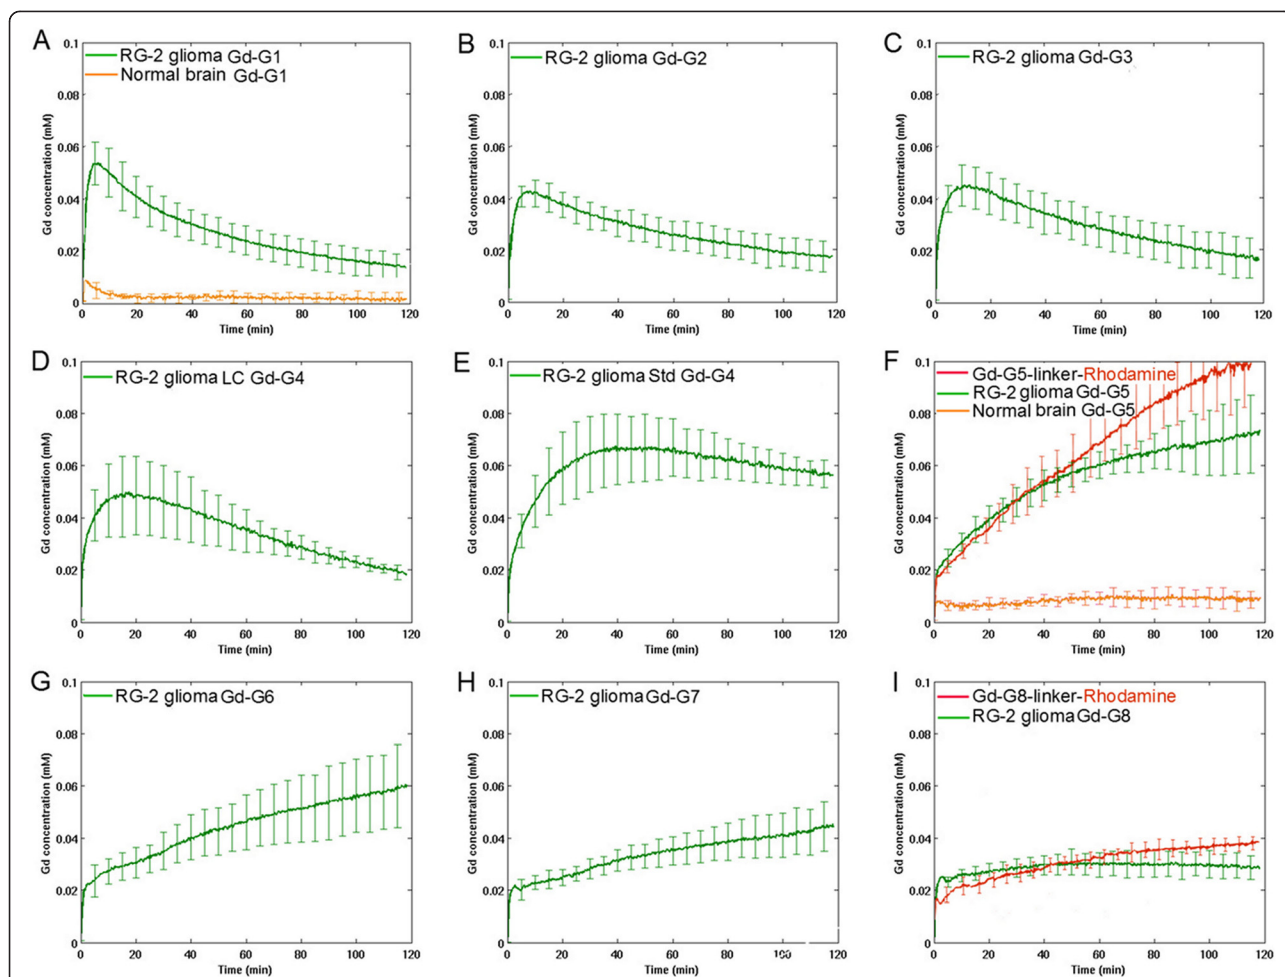 A
RG-2 glioma Gd-G1
Normal brain Gd-G1
0.1
0.08
0.06
0.04
0.02
0
Gd concentration (mM)
0 20 40 60 80 100 120
Time (min)
B
RG-2 glioma Gd-G2
0.1
0.08
0.06
0.04
0.02
0
Gd concentration (mM)
0 20 40 60 80 100 120
Time (min)
C
RG-2 glioma Gd-G3
0.1
0.08
0.06
0.04
0.02
0
Gd concentration (mM)
0 20 40 60 80 100 120
Time (min)
D
RG-2 glioma LC Gd-G4
0.1
0.08
0.06
0.04
0.02
0
Gd concentration (mM)
0 20 40 60 80 100 120
Time (min)
E
RG-2 glioma Std Gd-G4
0.1
0.08
0.06
0.04
0.02
0
Gd concentration (mM)
0 20 40 60 80 100 120
Time (min)
F
Gd-G5-linker-Rhodamine
RG-2 glioma Gd-G5
Normal brain Gd-G5
0.1
0.08
0.06
0.04
0.02
0
Gd concentration (mM)
0 20 40 60 80 100 120
Time (min)
G
RG-2 glioma Gd-G6
0.1
0.08
0.06
0.04
0.02
0
Gd concentration (mM)
0 20 40 60 80 100 120
Time (min)
H
RG-2 glioma Gd-G7
0.1
0.08
0.06
0.04
0.02
0
Gd concentration (mM)
0 20 40 60 80 100 120
Time (min)
I
Gd-G8-linker-Rhodamine
RG-2 glioma Gd-G8
0.1
0.08
0.06
0.04
0.02
0
Gd concentration (mM)
0 20 40 60 80 100 120
Time (min)